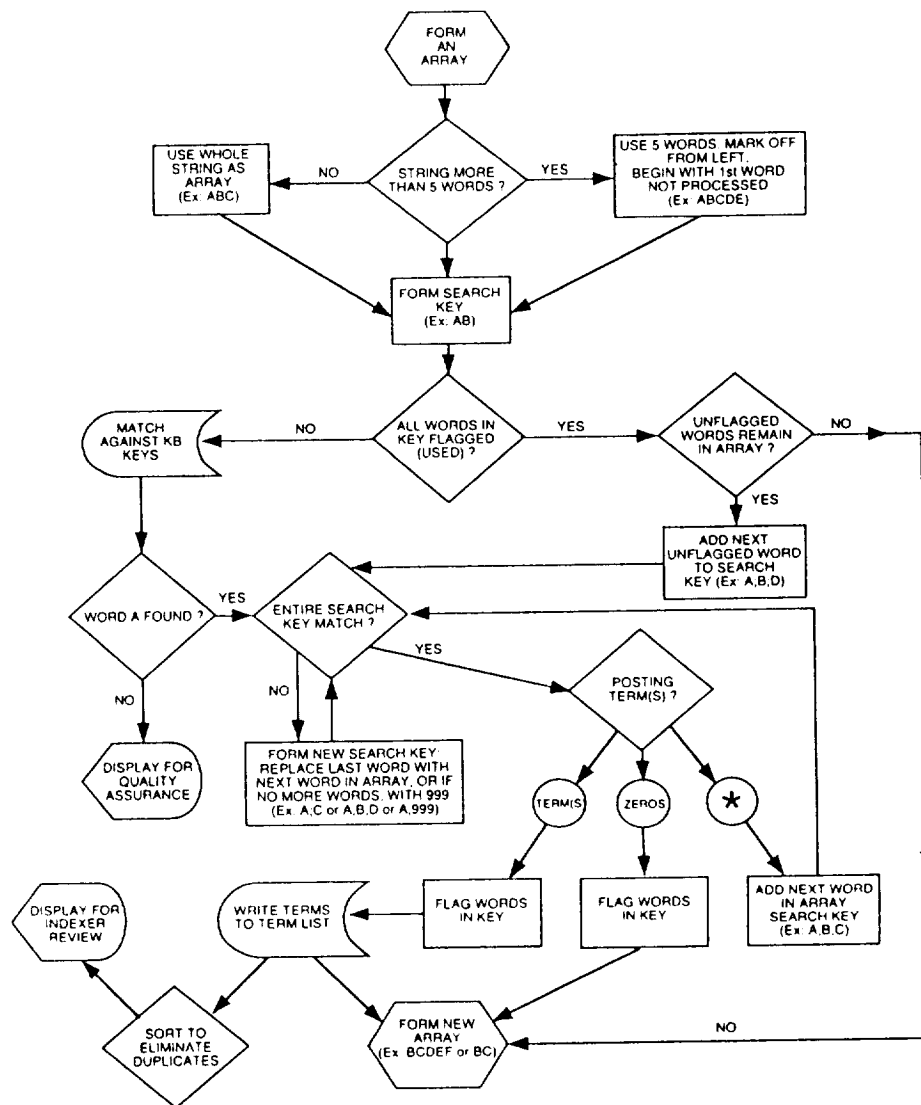 FORM
AN
ARRAY
USE WHOLE
STRING AS
ARRAY
(Ex: ABC)
NO
STRING MORE
THAN 5 WORDS ?
YES
USE 5 WORDS. MARK OFF
FROM LEFT.
BEGIN WITH 1st WORD
NOT PROCESSED
(Ex: ABCDE)
FORM SEARCH
KEY
(Ex: AB)
MATCH
AGAINST KB
KEYS
NO
ALL WORDS IN
KEY FLAGGED
(USED) ?
YES
UNFLAGGED
WORDS REMAIN
IN ARRAY ?
NO
YES
ADD NEXT
UNFLAGGED WORD
TO SEARCH
KEY (Ex: A,B,D)
WORD A FOUND ?
YES
ENTIRE SEARCH
KEY MATCH ?
YES
POSTING
TERM(S) ?
NO
NO
DISPLAY FOR
QUALITY
ASSURANCE
FORM NEW SEARCH KEY:
REPLACE LAST WORD WITH
NEXT WORD IN ARRAY, OR IF
NO MORE WORDS, WITH 999
(Ex: A;C or A,B,D or A,999)
TERM(S
ZEROS
*
DISPLAY FOR
INDEXER
REVIEW
WRITE TERMS
TO TERM LIST
FLAG WORDS
IN KEY
FLAG WORDS
IN KEY
ADD NEXT WORD
IN ARRAY
SEARCH KEY
(Ex: A,B,C)
SORT TO
ELIMINATE
DUPLICATES
FORM NEW
ARRAY
(Ex: BCDEF or BC)
NO